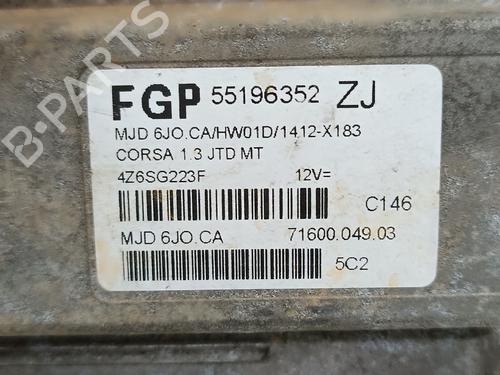 B-PARTS
FGP 55196352 ZJ
MJD 6JO.CA/HW01D/1412-X183
CORSA 1.3 JTD MT
4Z6SG223F 12V=
C146
MJD 6JO.CA 71600.049.03
5C2